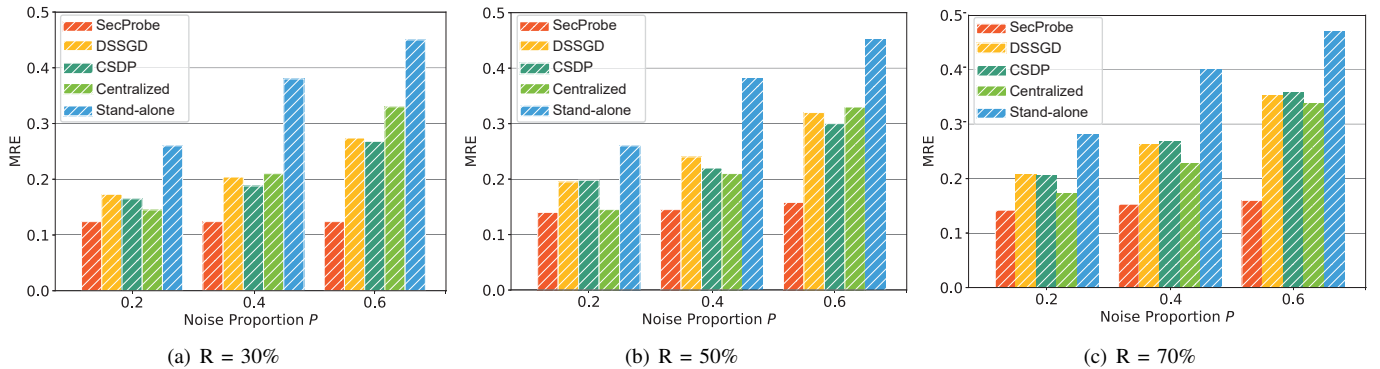 0.5
0.4
0.3
0.2
0.1
0.0
MRE
SecProbe
DSSGD
CSDP
Centralized
Stand-alone
0.2 0.4 0.6
Noise Proportion P
(a) R = 30%
0.5
0.4
0.3
0.2
0.1
0.0
MRE
SecProbe
DSSGD
CSDP
Centralized
Stand-alone
0.2 0.4 0.6
Noise Proportion P
(b) R = 50%
0.5
0.4
0.3
0.2
0.1
0.0
MRE
SecProbe
DSSGD
CSDP
Centralized
Stand-alone
0.2 0.4 0.6
Noise Proportion P
(c) R = 70%